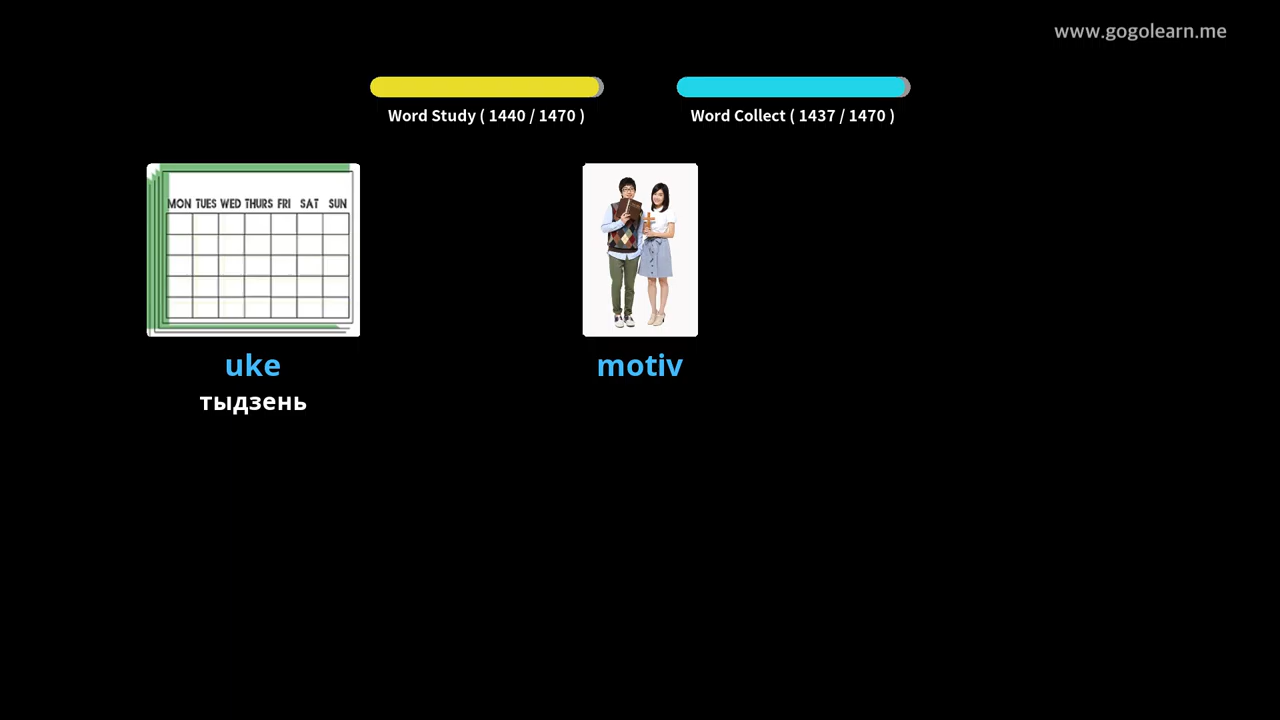 www.gogolearn.me
Word Study ( 1440 / 1470 )
Word Collect ( 1437 / 1470 )
MON TUES WED THURS FRI SAT SUN
uke
motiv
тыдзень